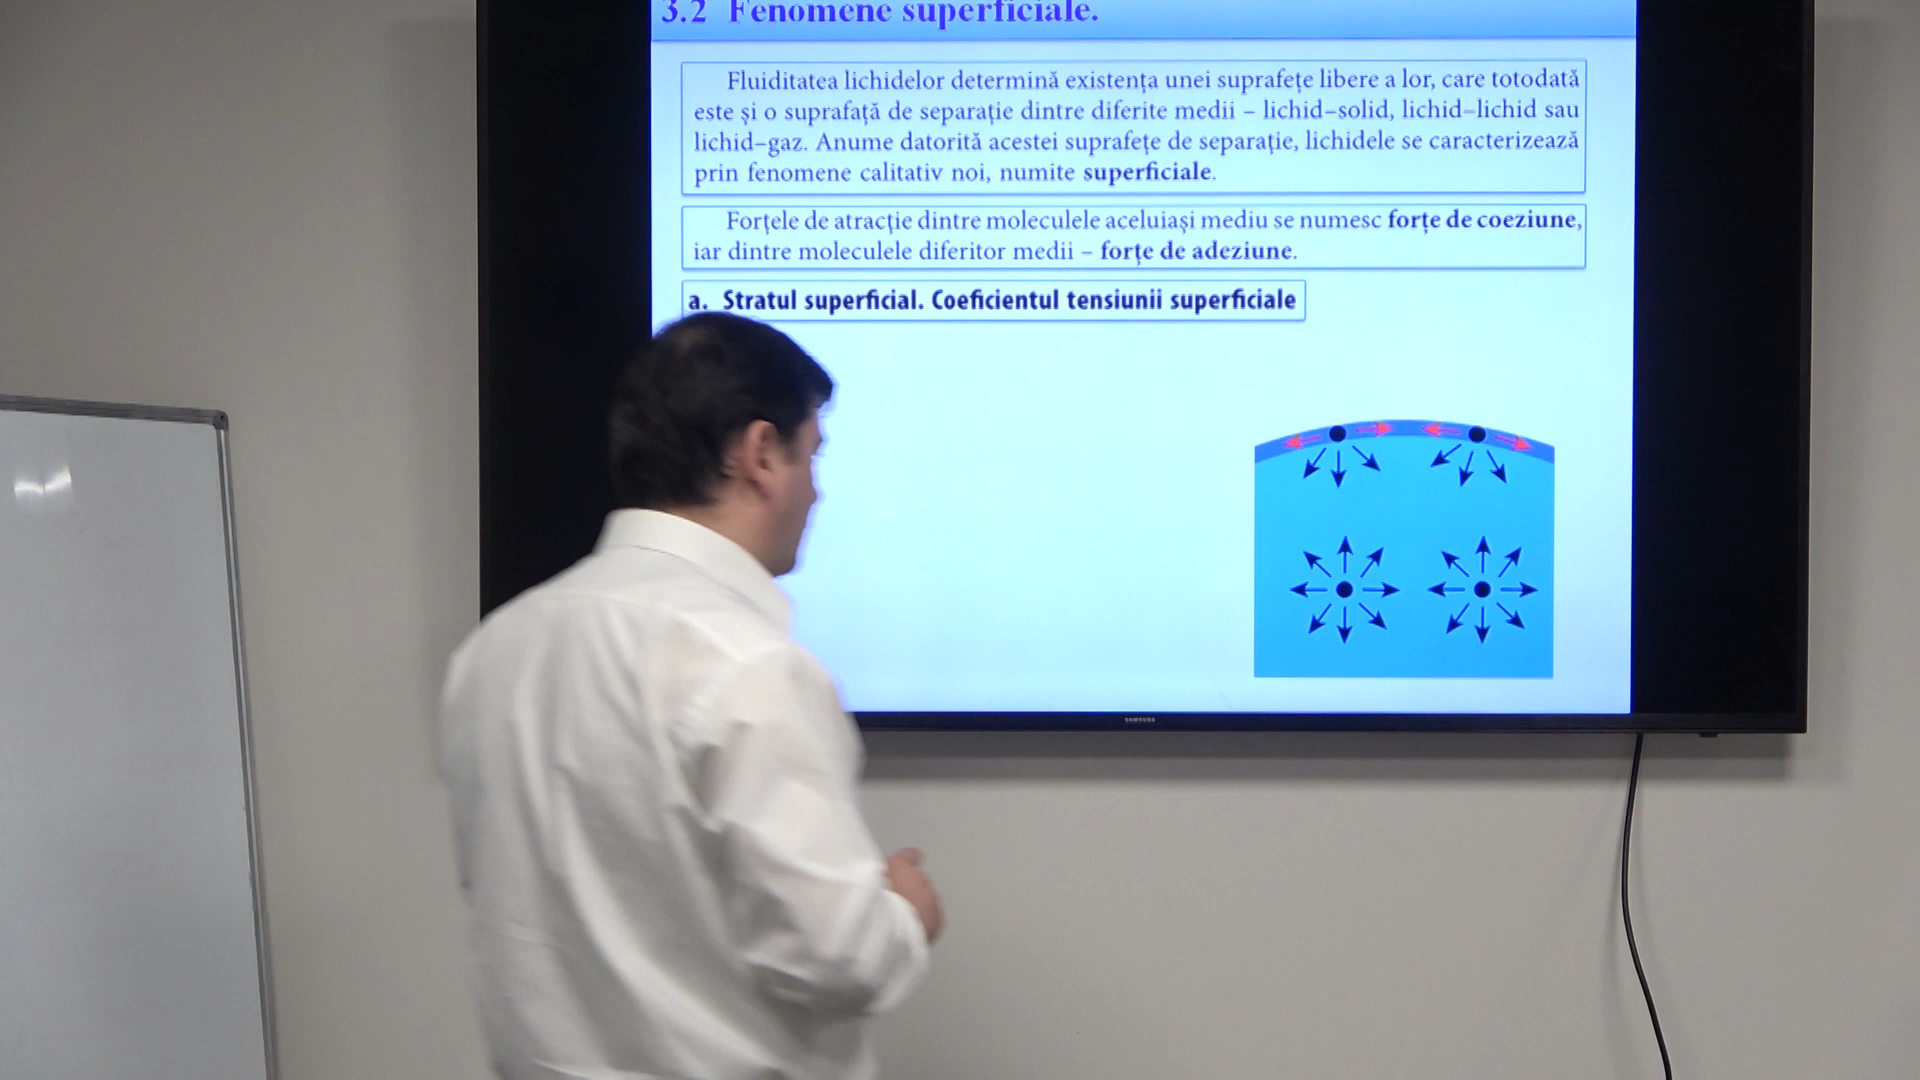 3.2 Fenomene superficiale.
Fluiditatea lichidelor determină existența unei suprafețe libere a lor, care totodată
este și o suprafață de separație dintre diferite medii – lichid–solid, lichid–lichid sau
lichid–gaz. Anume datorită acestei suprafețe de separație, lichidele se caracterizează
prin fenomene calitativ noi, numite superficiale.
Forțele de atracție dintre moleculele aceluiași mediu se numesc forțe de coeziune,
iar dintre moleculele diferitor medii – forțe de adeziune.
a. Stratul superficial. Coeficientul tensiunii superficiale
SAMSUNG